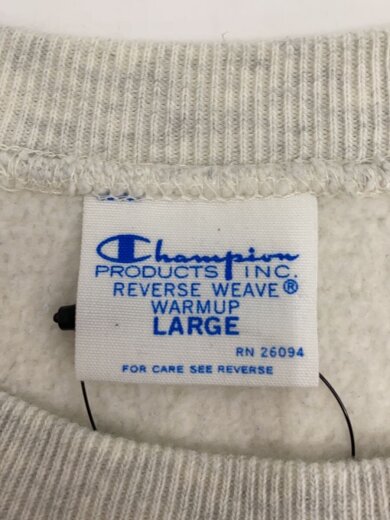 Champion
PRODUCTS INC.
REVERSE WEAVE®
WARMUP
LARGE
RN 26094
FOR CARE SEE REVERSE